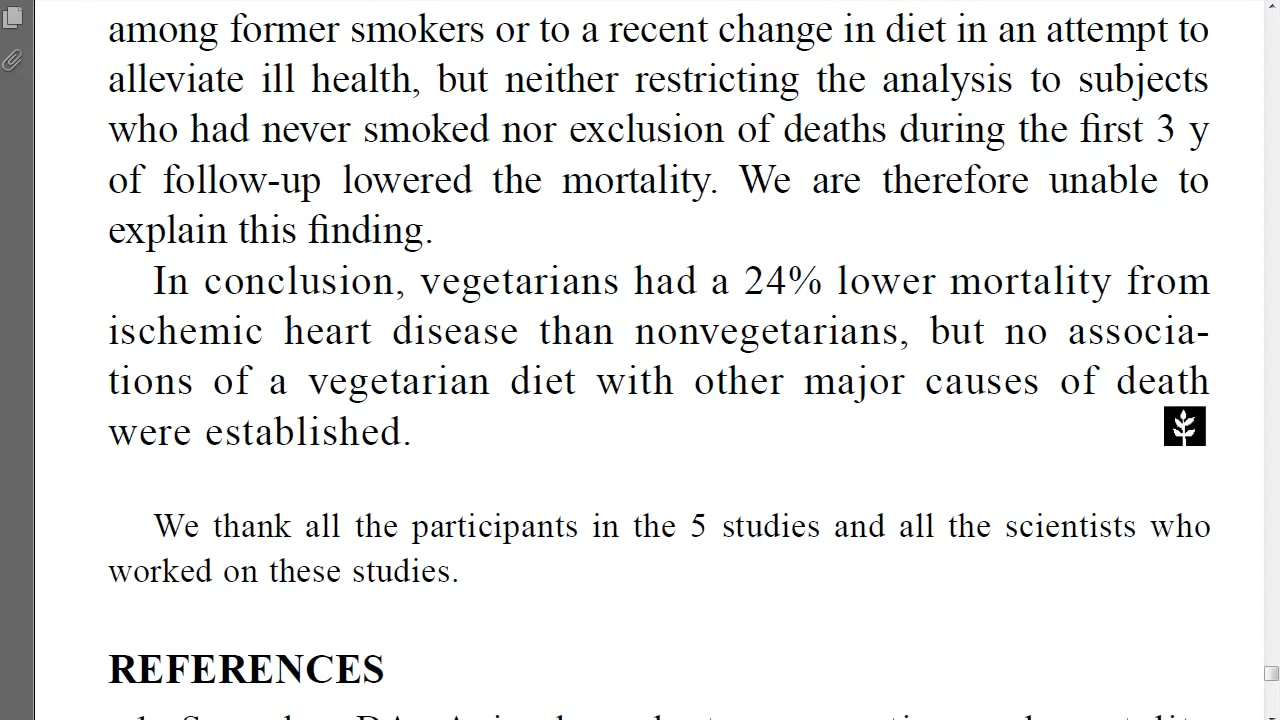 among former smokers or to a recent change in diet in an attempt to
alleviate ill health, but neither restricting the analysis to subjects
who had never smoked nor exclusion of deaths during the first 3 y
of follow-up lowered the mortality. We are therefore unable to
explain this finding.
In conclusion, vegetarians had a 24% lower mortality from
ischemic heart disease than nonvegetarians, but no associa-
tions of a vegetarian diet with other major causes of death
were established.
We thank all the participants in the 5 studies and all the scientists who
worked on these studies.
REFERENCES